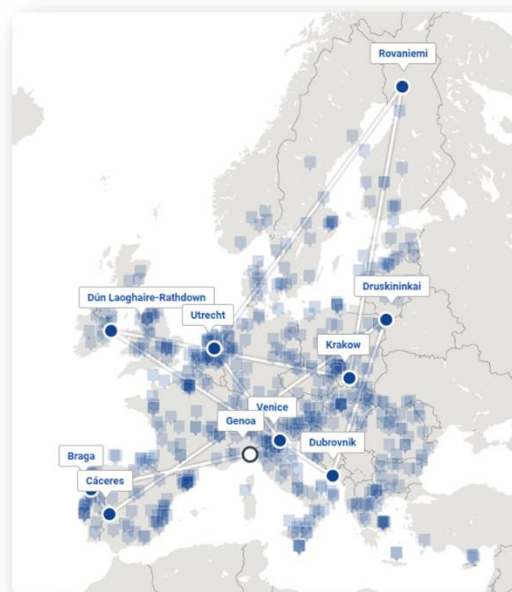 Rovaniemi
Druskininkai
Dún Laoghaire-Rathdown
Utrecht
Krakow
Venice
Genoa
Dubrovnik
Braga
Cáceres